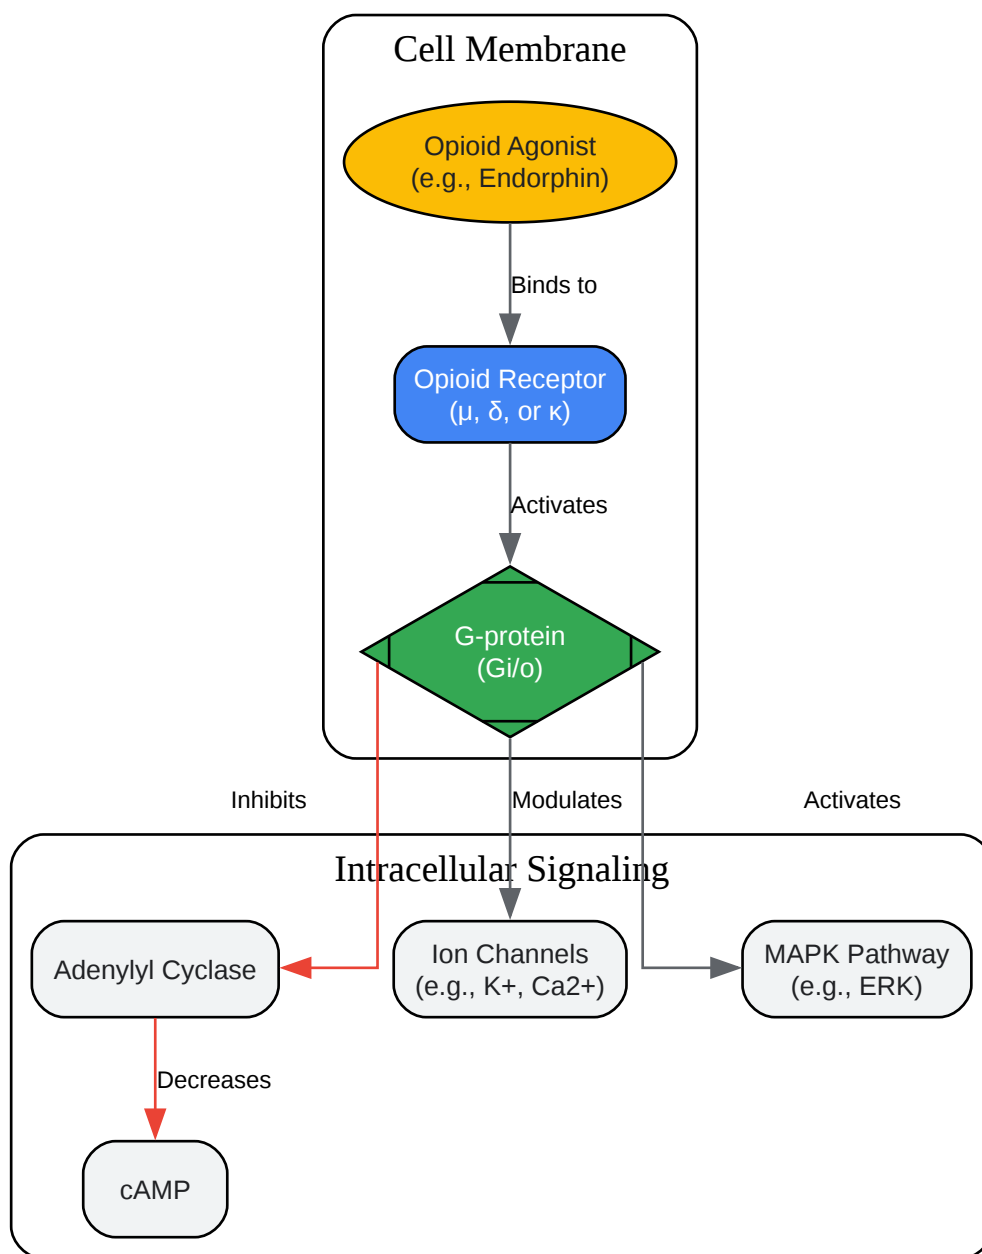 Cell Membrane
Opioid Agonist
(e.g., Endorphin)
Binds to
Opioid Receptor
(μ, δ, or κ)
Activates
G-protein
(Gi/o)
Inhibits
Modulates
Activates
Intracellular Signaling
Adenylyl Cyclase
Ion Channels
(e.g., K+, Ca2+)
MAPK Pathway
(e.g., ERK)
Decreases
cAMP